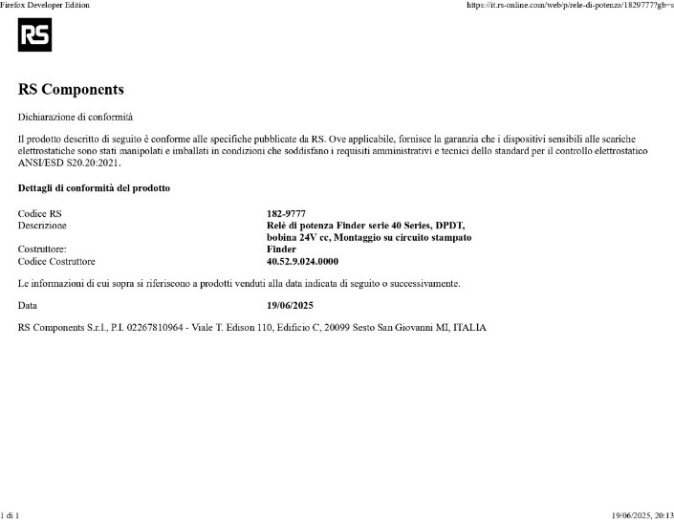 Firefox Developer Edition
https://it.rs-online.com/web/p/rele-di-potenza/1829777?gb=s
RS
RS Components
Dichiarazione di conformità
Il prodotto descritto di seguito è conforme alle specifiche pubblicate da RS. Ove applicabile, fornisce la garanzia che i dispositivi sensibili alle scariche
elettrostatiche sono stati manipolati e imballati in condizioni che soddisfano i requisiti amministrativi e tecnici dello standard per il controllo elettrostatico
ANSI/ESD S20.20:2021.
Dettagli di conformità del prodotto
Codice RS 182-9777
Descrizione Relè di potenza Finder serie 40 Series, DPDT,
bobina 24V cc, Montaggio su circuito stampato
Costruttore: Finder
Codice Costruttore 40.52.9.024.0000
Le informazioni di cui sopra si riferiscono a prodotti venduti alla data indicata di seguito o successivamente.
Data 19/06/2025
RS Components S.r.l., P.I. 02267810964 - Viale T. Edison 110, Edificio C, 20099 Sesto San Giovanni MI, ITALIA
1 di 1
19/06/2025, 20:13